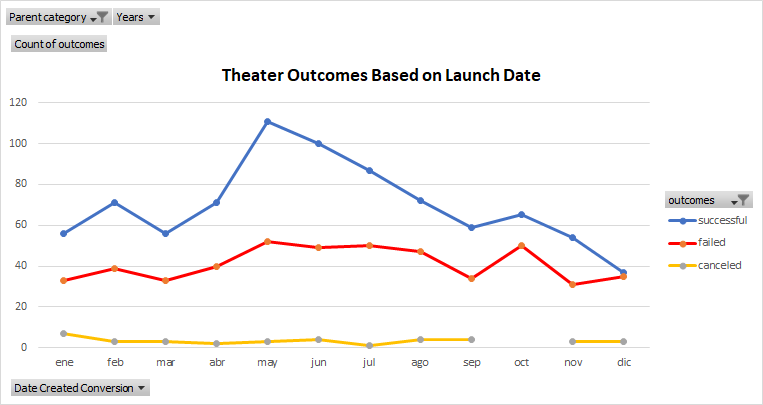 Parent category Years
Count of outcomes
Theater Outcomes Based on Launch Date
120
100
80
60
40
20
0
ene feb mar abr may jun jul ago sep oct nov dic
outcomes
successful
failed
canceled
Date Created Conversion